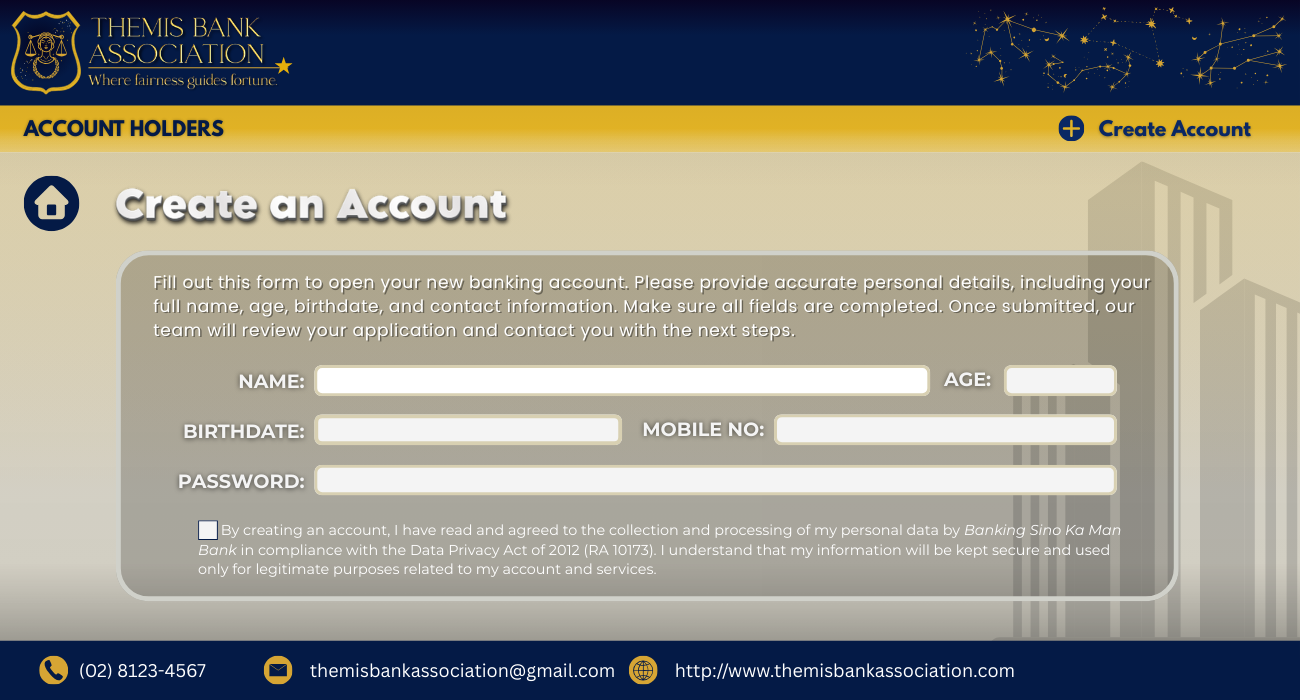 THEMIS BANK
ASSOCIATION
Where fairness guides fortune.
ACCOUNT HOLDERS
Create Account
Create an Account
Fill out this form to open your new banking account. Please provide accurate personal details, including your
full name, age, birthdate, and contact information. Make sure all fields are completed. Once submitted, our
team will review your application and contact you with the next steps.
NAME:
AGE:
BIRTHDATE:
MOBILE NO:
PASSWORD:
By creating an account, I have read and agreed to the collection and processing of my personal data by Banking Sino Ka Man
Bank in compliance with the Data Privacy Act of 2012 (RA 10173). I understand that my information will be kept secure and used
only for legitimate purposes related to my account and services.
(02) 8123-4567
themisbankassociation@gmail.com
http://www.themisbankassociation.com